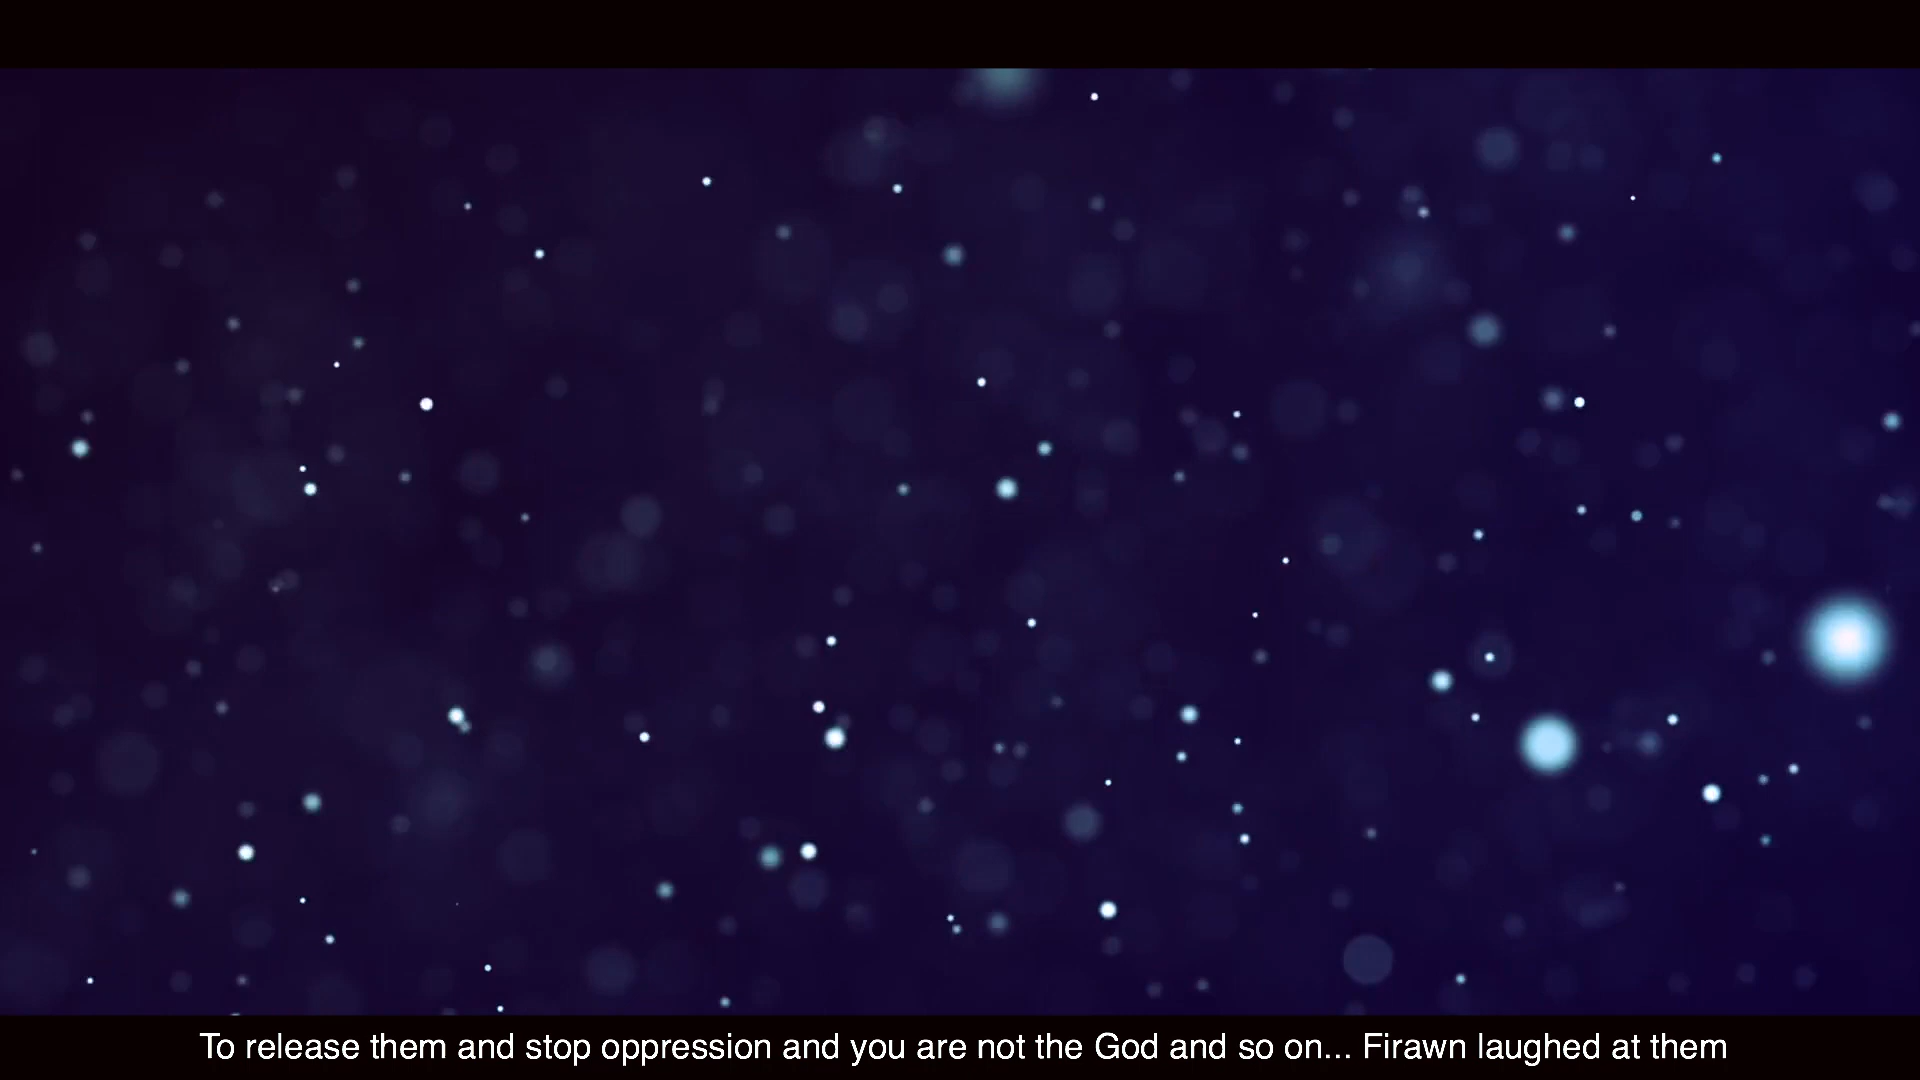 To release them and stop oppression and you are not the God and so on... Firawn laughed at them